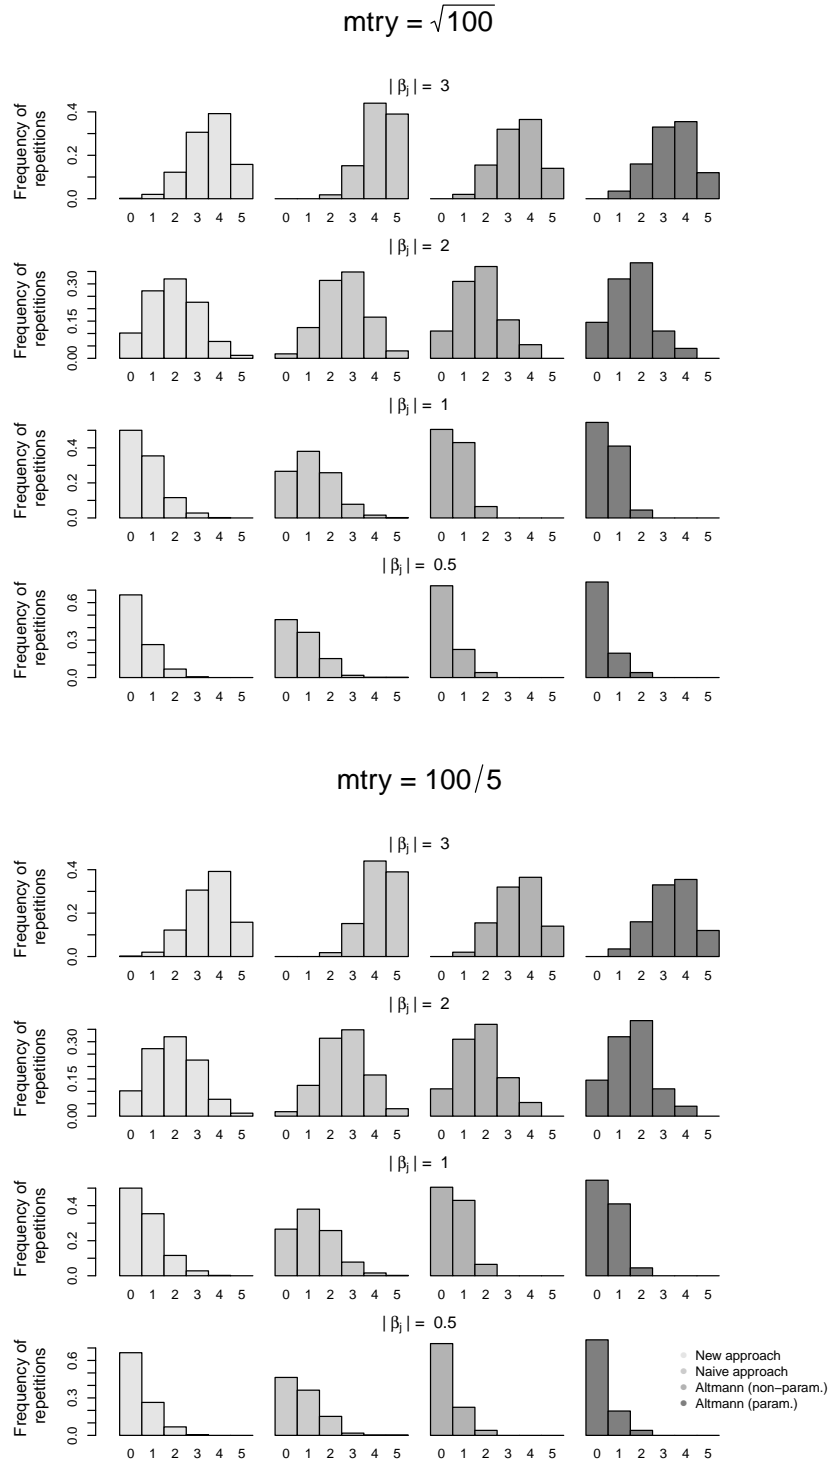 mtry = √100
| βj | = 3
Frequency of
repetitions
0.0 0.2 0.4
0 1 2 3 4 5 0 1 2 3 4 5 0 1 2 3 4 5 0 1 2 3 4 5
| βj | = 2
Frequency of
repetitions
0.00 0.15 0.30
0 1 2 3 4 5 0 1 2 3 4 5 0 1 2 3 4 5 0 1 2 3 4 5
| βj | = 1
Frequency of
repetitions
0.0 0.2 0.4
0 1 2 3 4 5 0 1 2 3 4 5 0 1 2 3 4 5 0 1 2 3 4 5
| βj | = 0.5
Frequency of
repetitions
0.0 0.3 0.6
0 1 2 3 4 5 0 1 2 3 4 5 0 1 2 3 4 5 0 1 2 3 4 5
mtry = 100/5
| βj | = 3
Frequency of
repetitions
0.0 0.2 0.4
0 1 2 3 4 5 0 1 2 3 4 5 0 1 2 3 4 5 0 1 2 3 4 5
| βj | = 2
Frequency of
repetitions
0.00 0.15 0.30
0 1 2 3 4 5 0 1 2 3 4 5 0 1 2 3 4 5 0 1 2 3 4 5
| βj | = 1
Frequency of
repetitions
0.0 0.2 0.4
0 1 2 3 4 5 0 1 2 3 4 5 0 1 2 3 4 5 0 1 2 3 4 5
| βj | = 0.5
Frequency of
repetitions
0.0 0.3 0.6
0 1 2 3 4 5 0 1 2 3 4 5 0 1 2 3 4 5 0 1 2 3 4 5
New approach
Naive approach
Altmann (non−param.)
Altmann (param.)